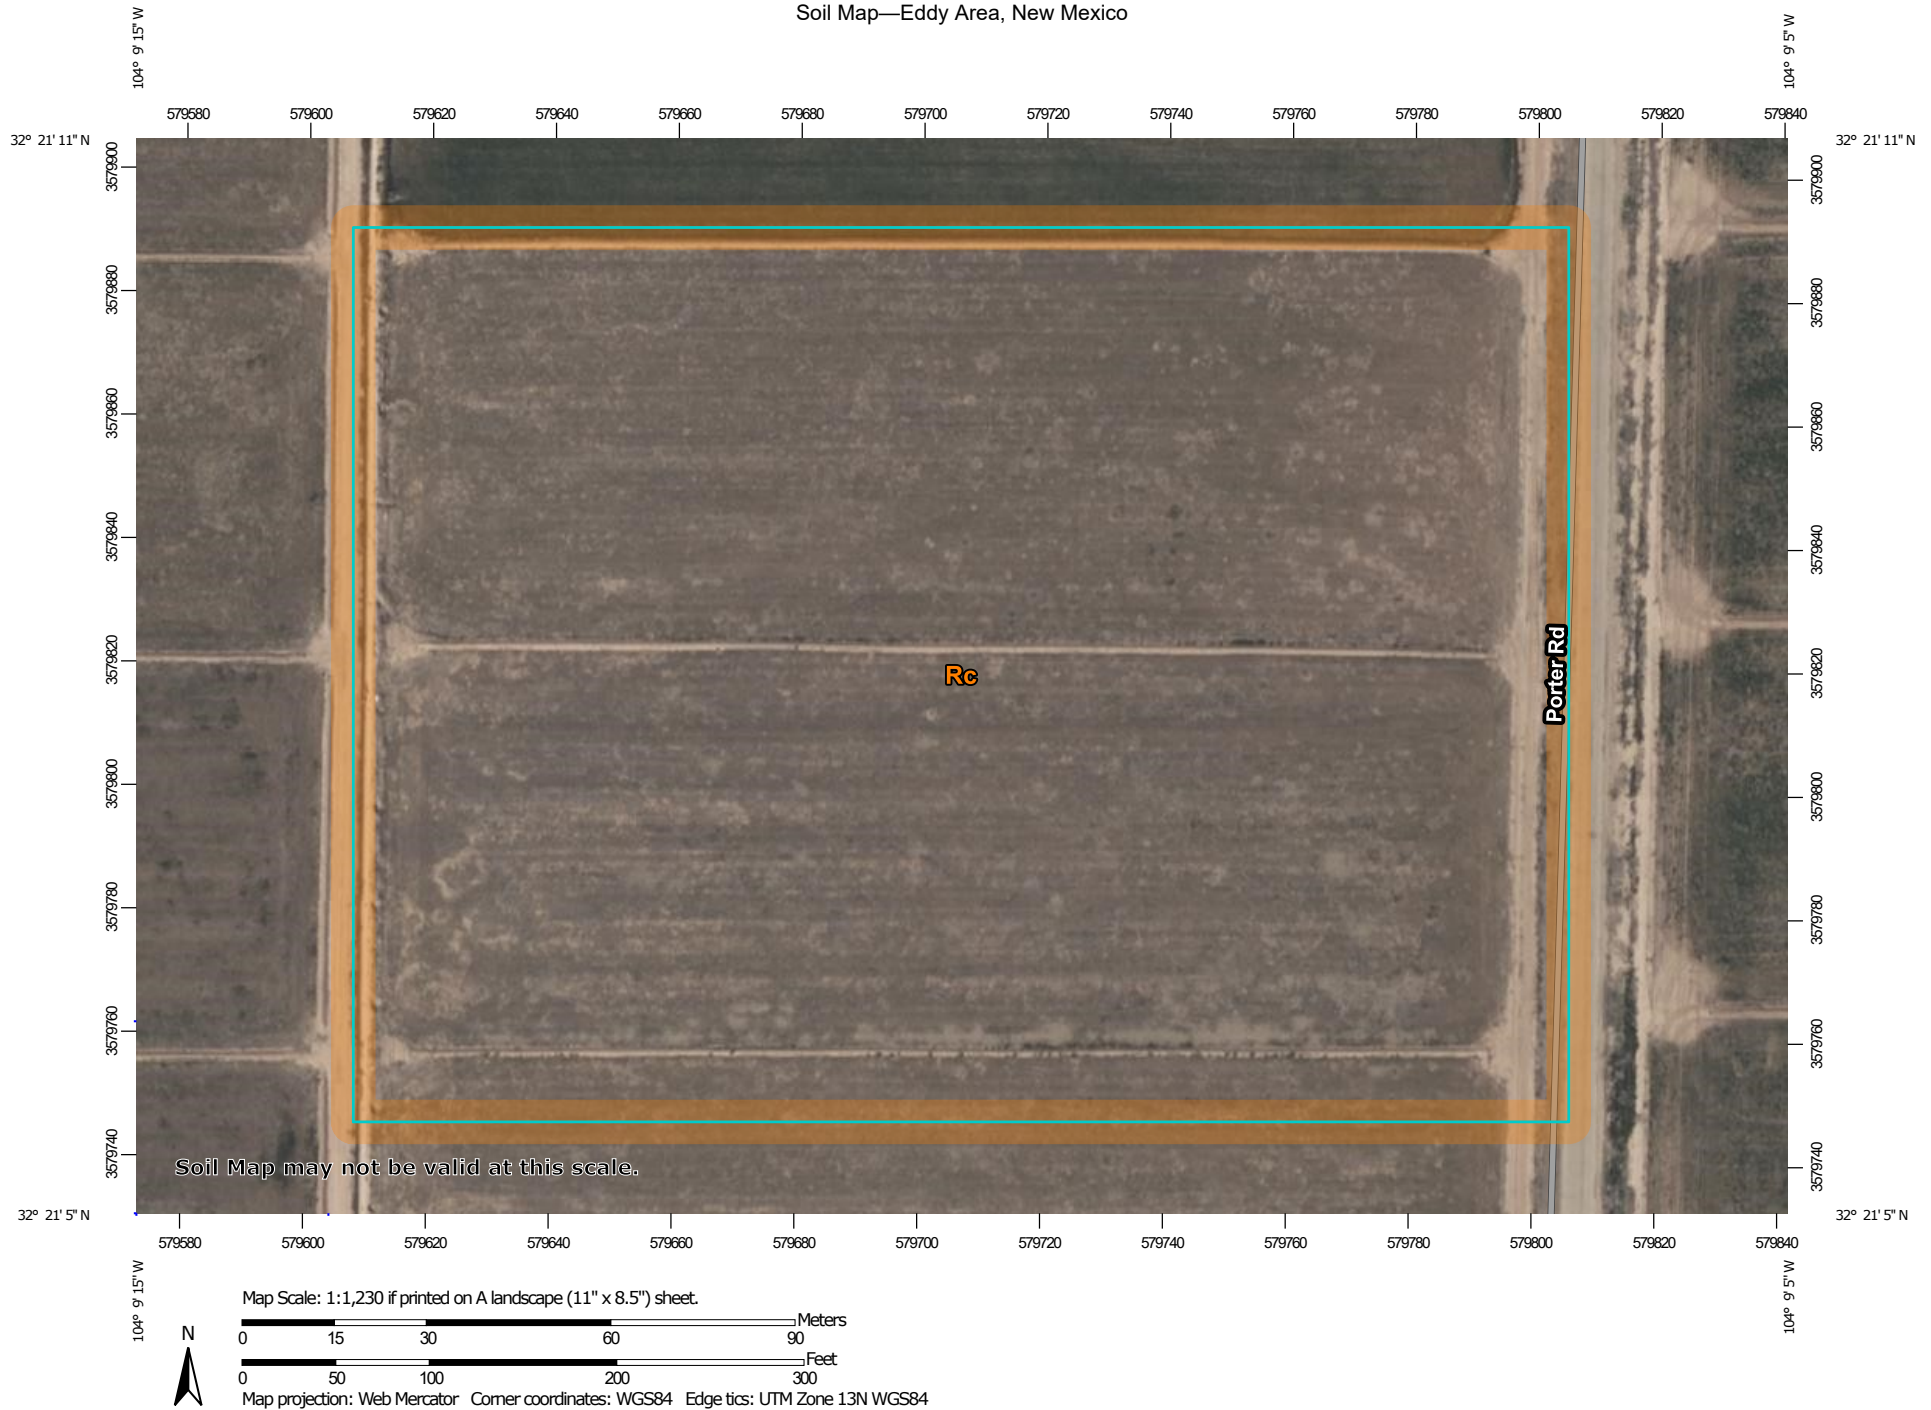 Soil Map—Eddy Area, New Mexico
104° 9' 15" W
104° 9' 5" W
579580 579600 579620 579640 579660 579680 579700 579720 579740 579760 579780 579800 579820 579840
32° 21' 11" N
32° 21' 11" N
3579900
3579900
3579880
3579880
3579860
3579860
3579840
3579840
3579820
3579820
Rc
Porter Rd
3579800
3579800
3579780
3579780
3579760
3579760
3579740
3579740
Soil Map may not be valid at this scale.
32° 21' 5" N
32° 21' 5" N
579580 579600 579620 579640 579660 579680 579700 579720 579740 579760 579780 579800 579820 579840
104° 9' 15" W
104° 9' 5" W
Map Scale: 1:1,230 if printed on A landscape (11" x 8.5") sheet.
Meters
0 15 30 60 90
N
Feet
0 50 100 200 300
Map projection: Web Mercator Corner coordinates: WGS84 Edge tics: UTM Zone 13N WGS84